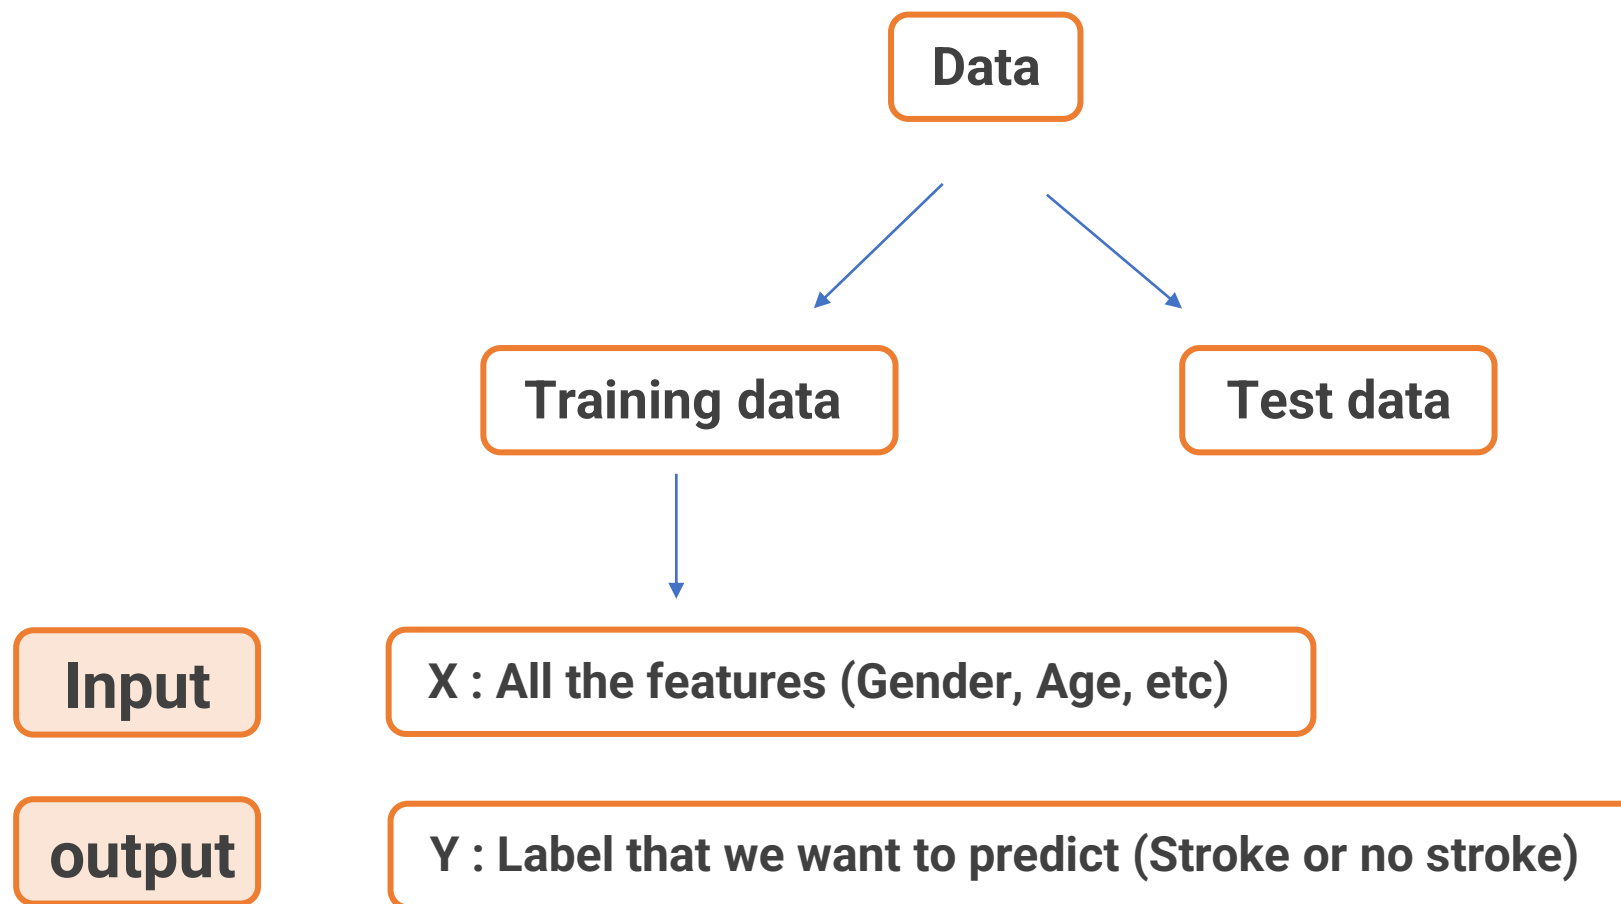 Data
Training data
Test data
Input
X : All the features (Gender, Age, etc)
output
Y : Label that we want to predict (Stroke or no stroke)